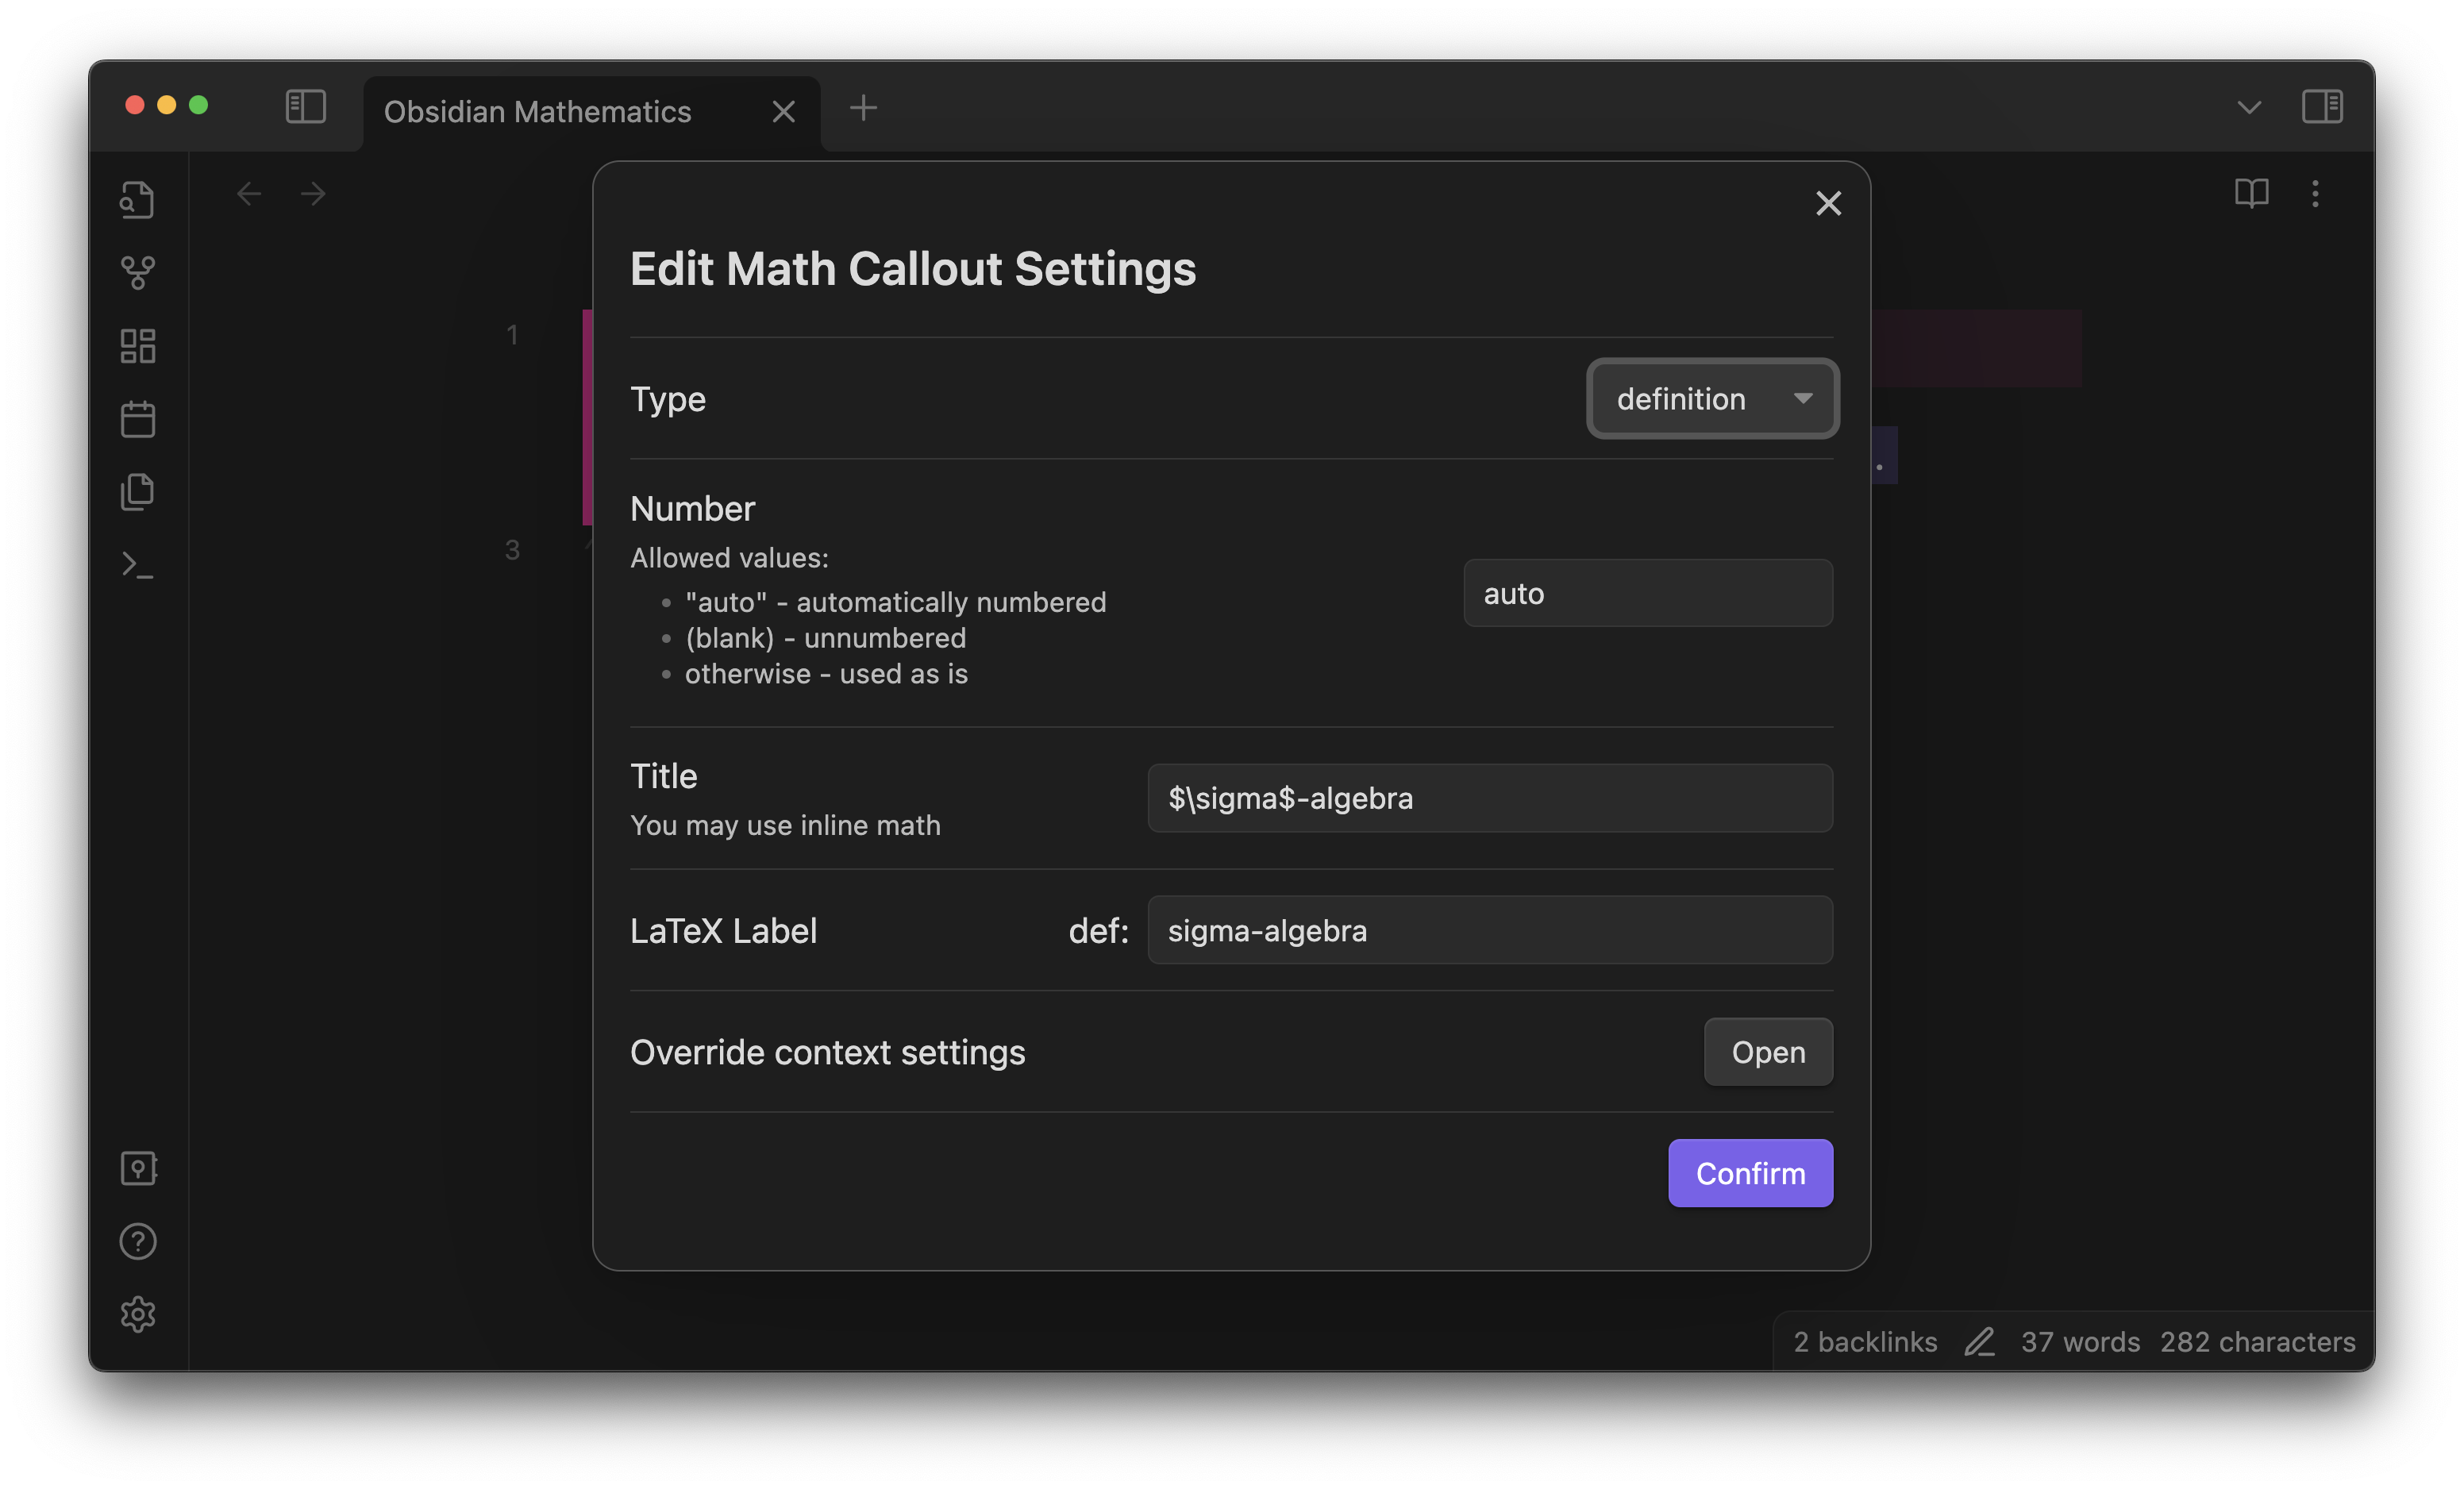 Obsidian Mathematics
Edit Math Callout Settings
1
Type
definition
.
Number
Allowed values:
"auto" - automatically numbered
(blank) - unnumbered
otherwise - used as is
auto
3
Title
You may use inline math
$\sigma$-algebra
LaTeX Label
def:
sigma-algebra
Override context settings
Open
Confirm
2 backlinks 37 words 282 characters